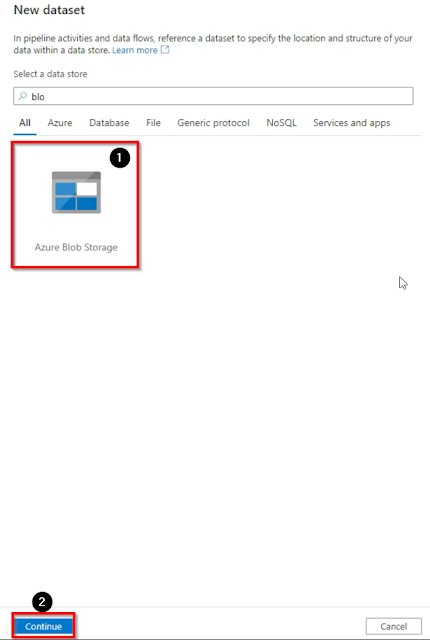 New dataset
In pipeline activities and data flows, reference a dataset to specify the location and structure of your
data within a data store. Learn more
Select a data store
blo
All Azure Database File Generic protocol NoSQL Services and apps
1
Azure Blob Storage
2
Continue Cancel